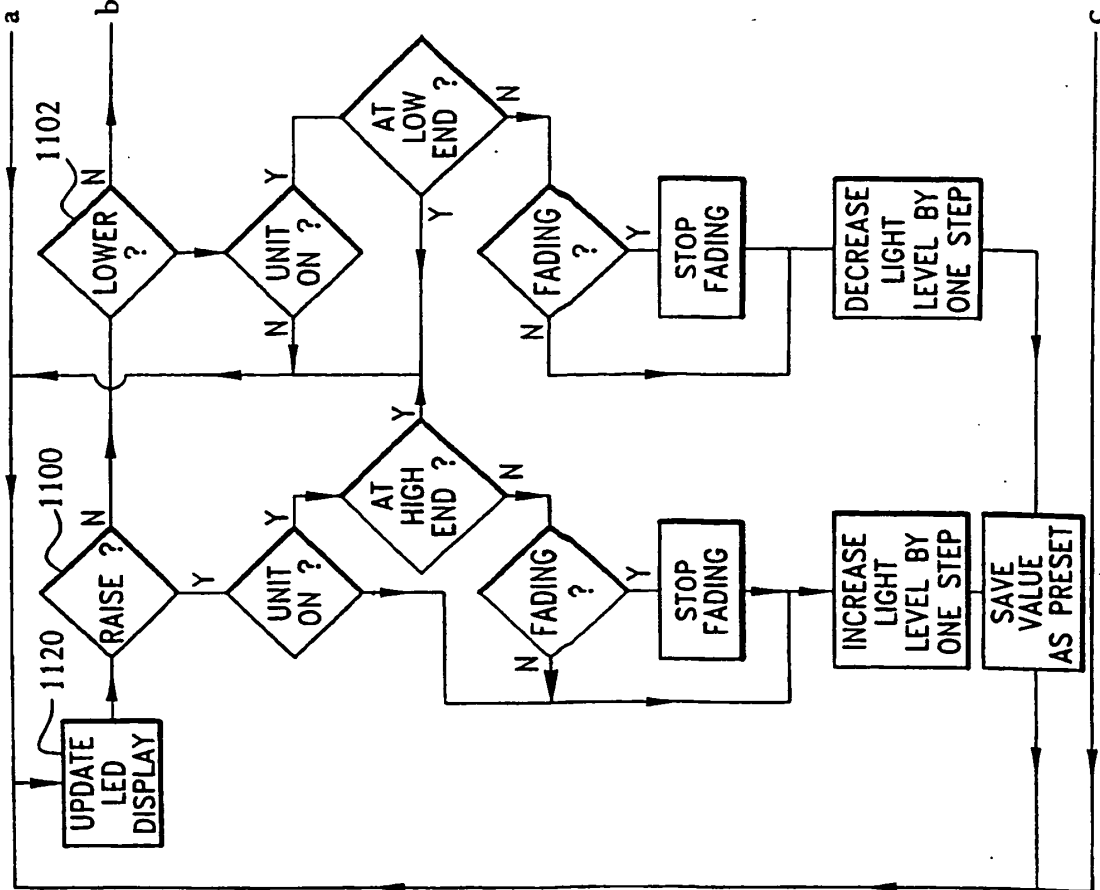 a
b
1120
1100
1102
UPDATE
LED
DISPLAY
RAISE ?
N
Y
LOWER
?
N
UNIT
ON ?
Y
UNIT
ON ?
Y
N
AT
HIGH
END ?
Y
N
AT
LOW
END ?
Y
N
FADING
?
N
Y
FADING
?
N
Y
STOP
FADING
STOP
FADING
INCREASE
LIGHT
LEVEL BY
ONE STEP
DECREASE
LIGHT
LEVEL BY
ONE STEP
SAVE
VALUE
AS PRESET
c